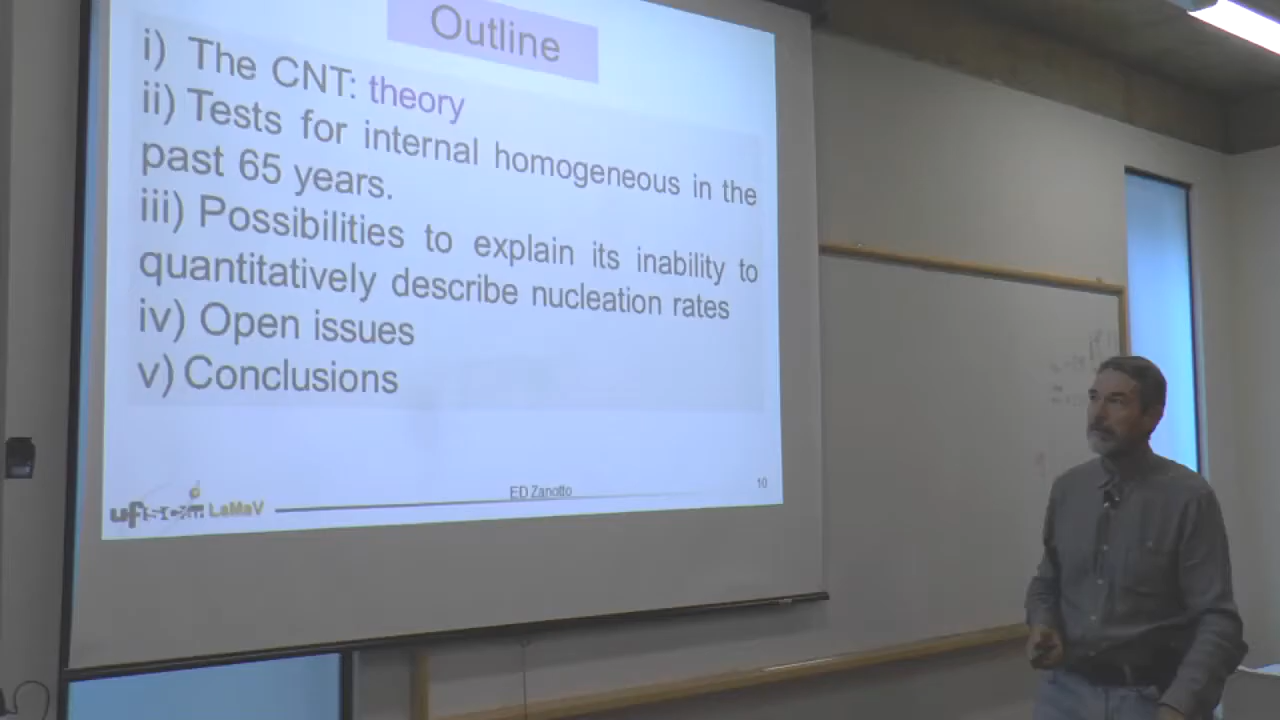 Outline
i) The CNT: theory
ii) Tests for internal homogeneous in the
past 65 years.
iii) Possibilities to explain its inability to
quantitatively describe nucleation rates
iv) Open issues
v) Conclusions
ED Zanotto
10
LaMaV